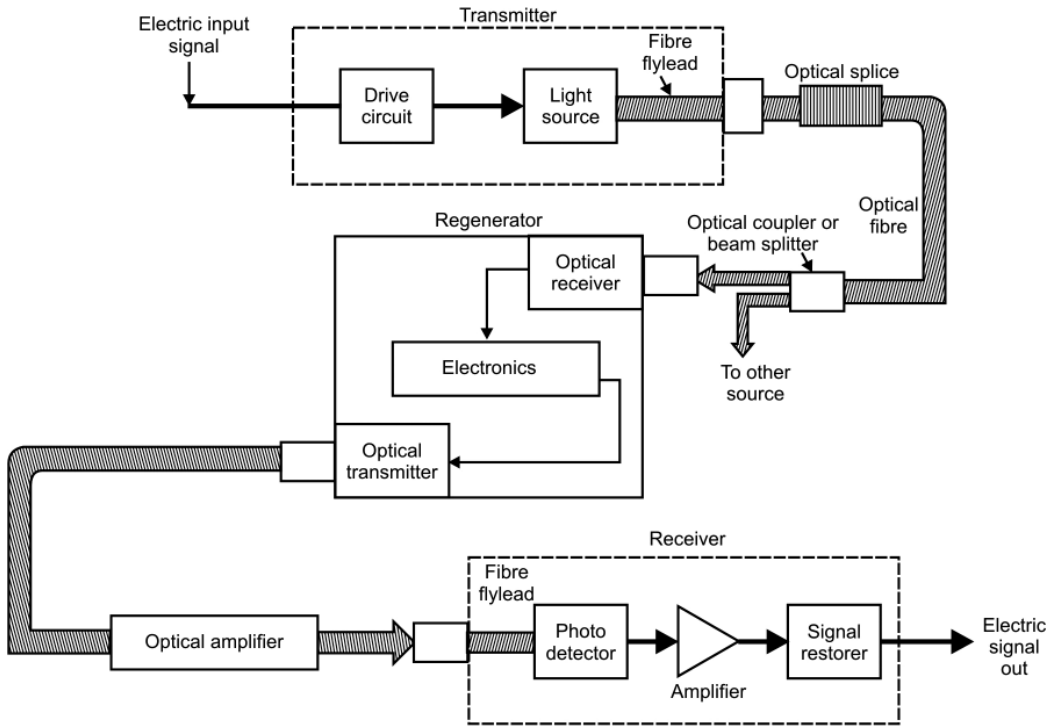 Transmitter
Electric input
signal
Fibre
flylead
Optical splice
Drive
circuit
Light
source
Optical
fibre
Optical coupler or
beam splitter
Regenerator
Optical
receiver
Electronics
To other
source
Optical
transmitter
Receiver
Fibre
flylead
Optical amplifier
Photo
detector
Amplifier
Signal
restorer
Electric
signal
out